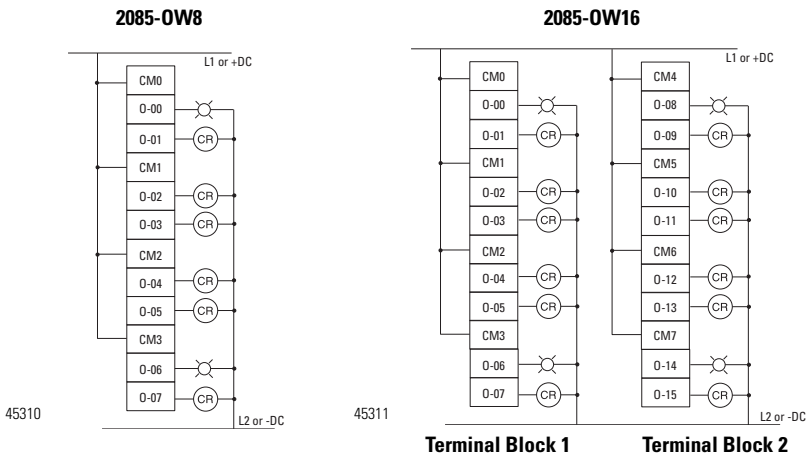 2085-OW8
L1 or +DC
CM0
O-00
O-01
CR
CM1
O-02
CR
O-03
CR
CM2
O-04
CR
O-05
CR
CM3
O-06
O-07
CR
L2 or -DC
45310
2085-OW16
L1 or +DC
CM0
O-00
O-01
CR
CM1
O-02
CR
O-03
CR
CM2
O-04
CR
O-05
CR
CM3
O-06
O-07
CR
CM4
O-08
O-09
CR
CM5
O-10
CR
O-11
CR
CM6
O-12
CR
O-13
CR
CM7
O-14
O-15
CR
L2 or -DC
45311
Terminal Block 1
Terminal Block 2